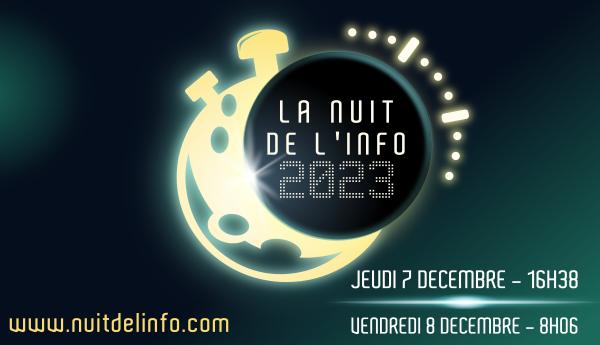 LA NUIT
DE L'INFO
2023
JEUDI 7 DECEMBRE - 16H38
VENDREDI 8 DECEMBRE - 8H06
www.nuitdelinfo.com